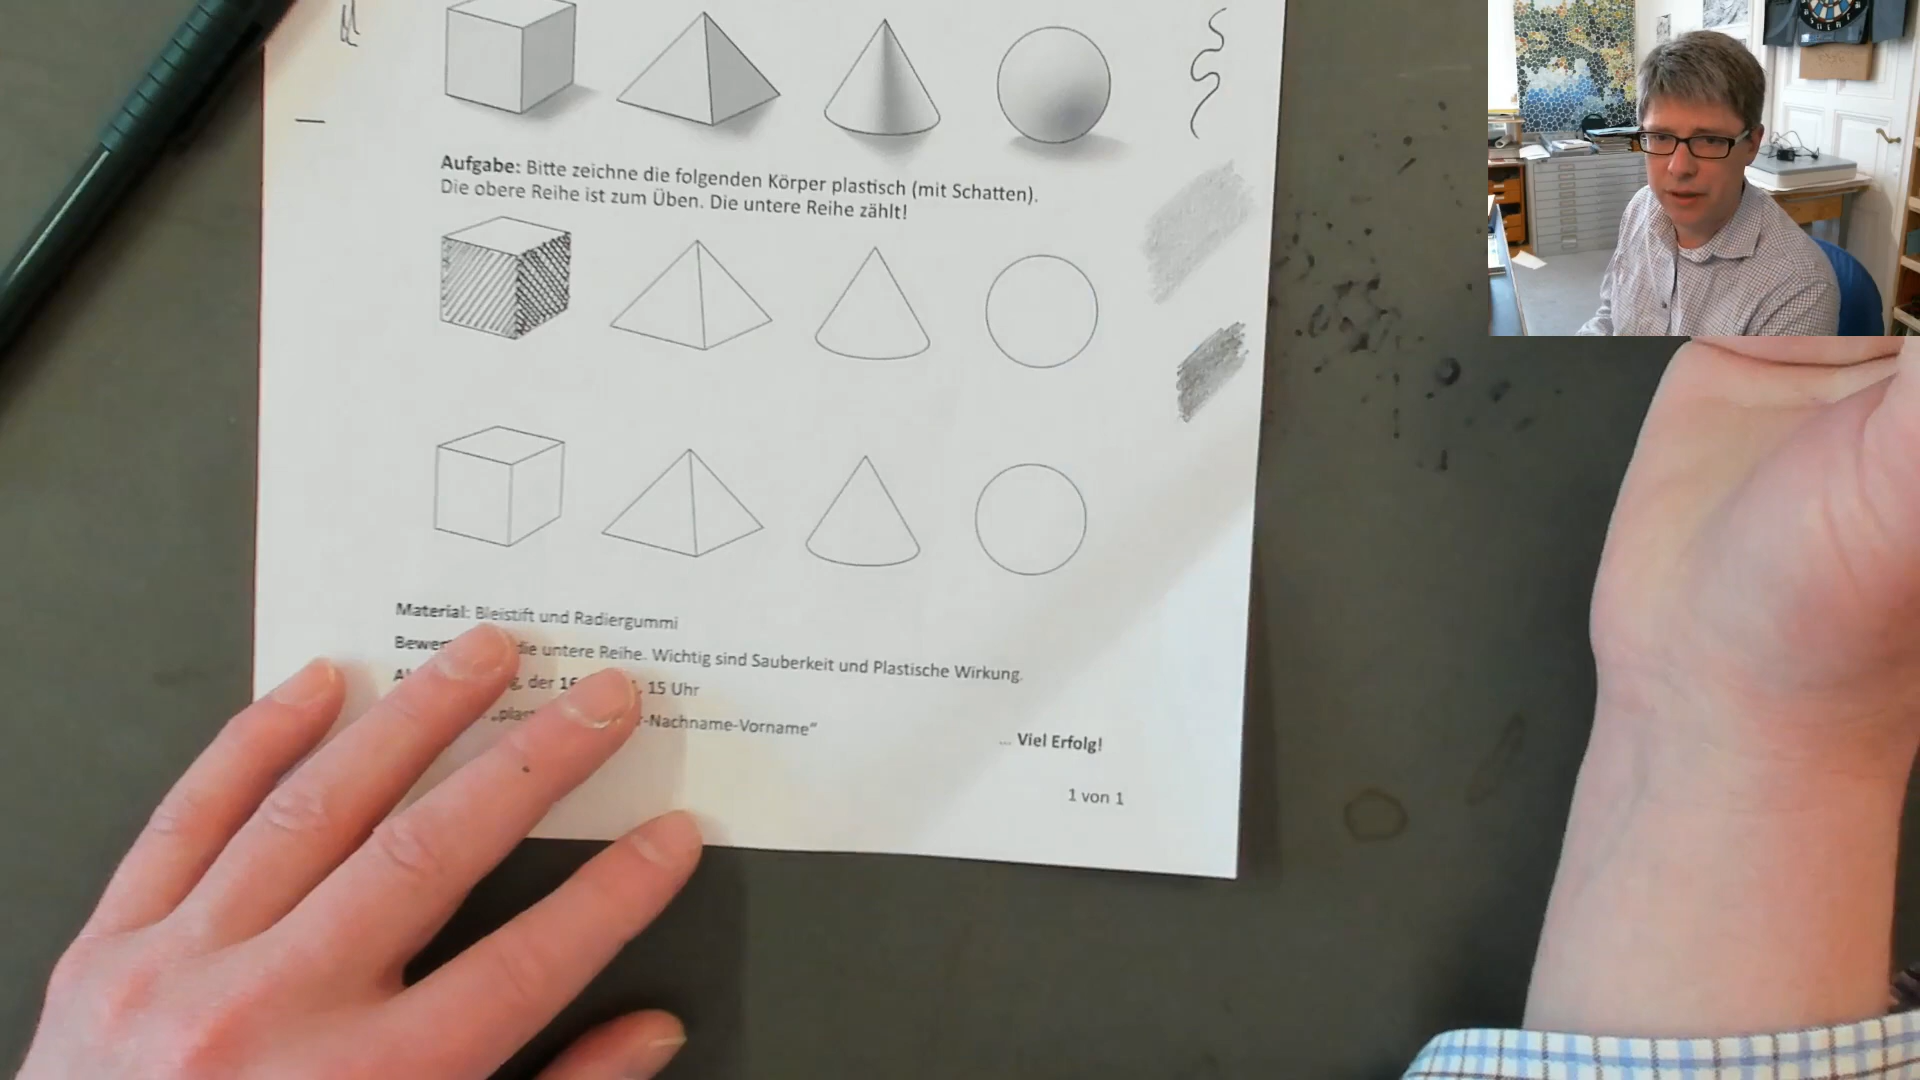 Aufgabe: Bitte zeichne die folgenden Körper plastisch (mit Schatten).
Die obere Reihe ist zum Üben. Die untere Reihe zählt!
Material: Bleistift und Radiergummi
die untere Reihe. Wichtig sind Sauberkeit und Plastische Wirkung.
der 15 Uhr
-Nachname-Vorname“
... Viel Erfolg!
1 von 1